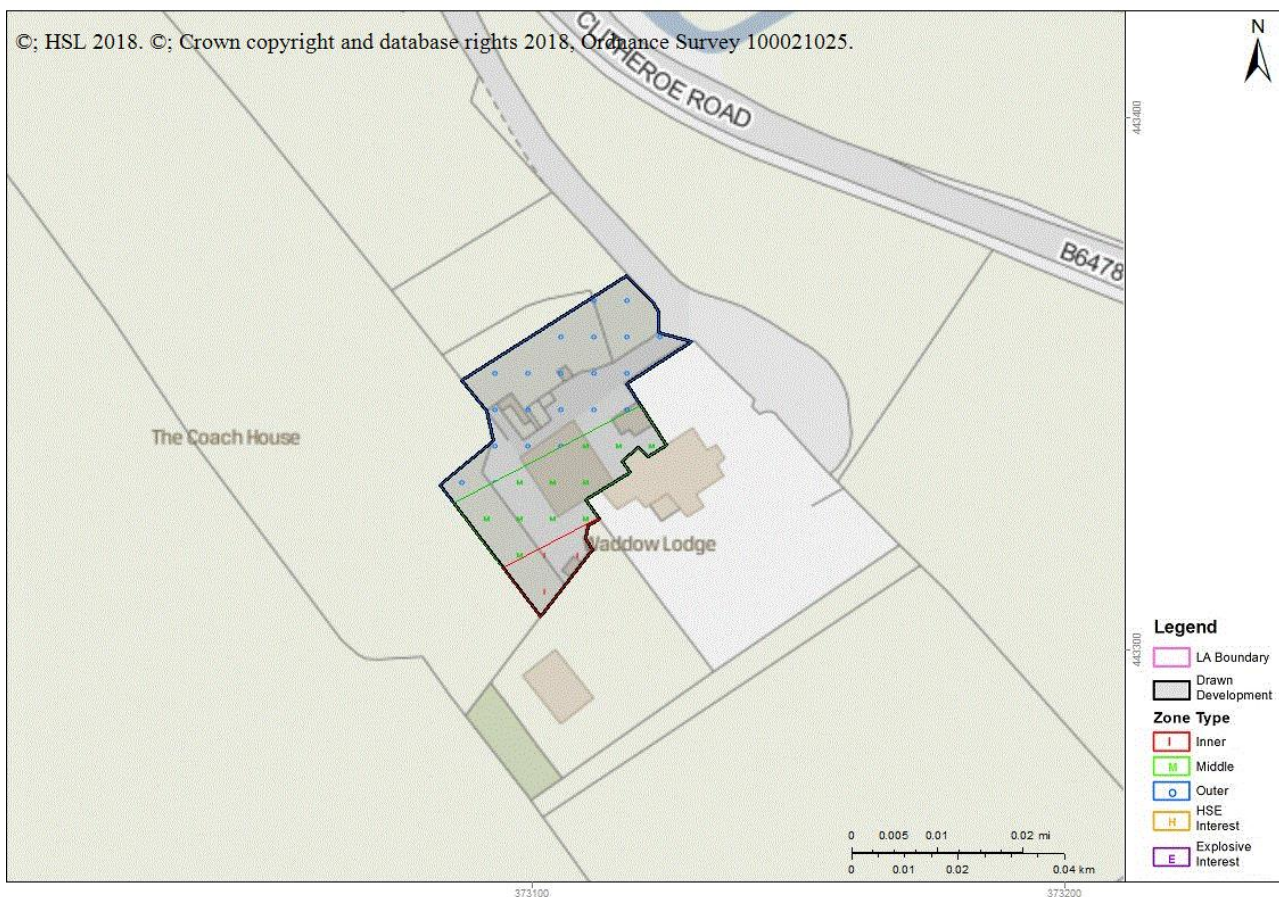 ©; HSL 2018. ©; Crown copyright and database rights 2018, Ordnance Survey 100021025.
N
CLITHEROE ROAD
443400
B6478
The Coach House
Waddow Lodge
443300
Legend
LA Boundary
Drawn
Development
Zone Type
I Inner
M Middle
O Outer
H HSE
Interest
E Explosive
Interest
0 0.005 0.01 0.02 mi
0 0.01 0.02 0.04 km
373100 373200